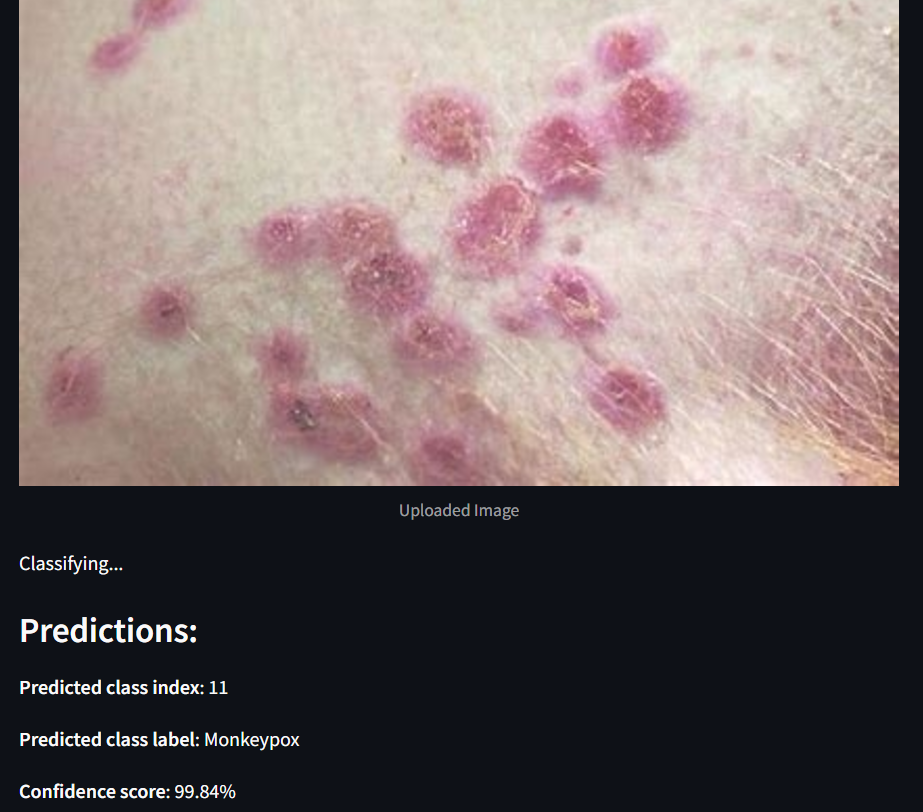 Uploaded Image
Classifying...
Predictions:
Predicted class index: 11
Predicted class label: Monkeypox
Confidence score: 99.84%